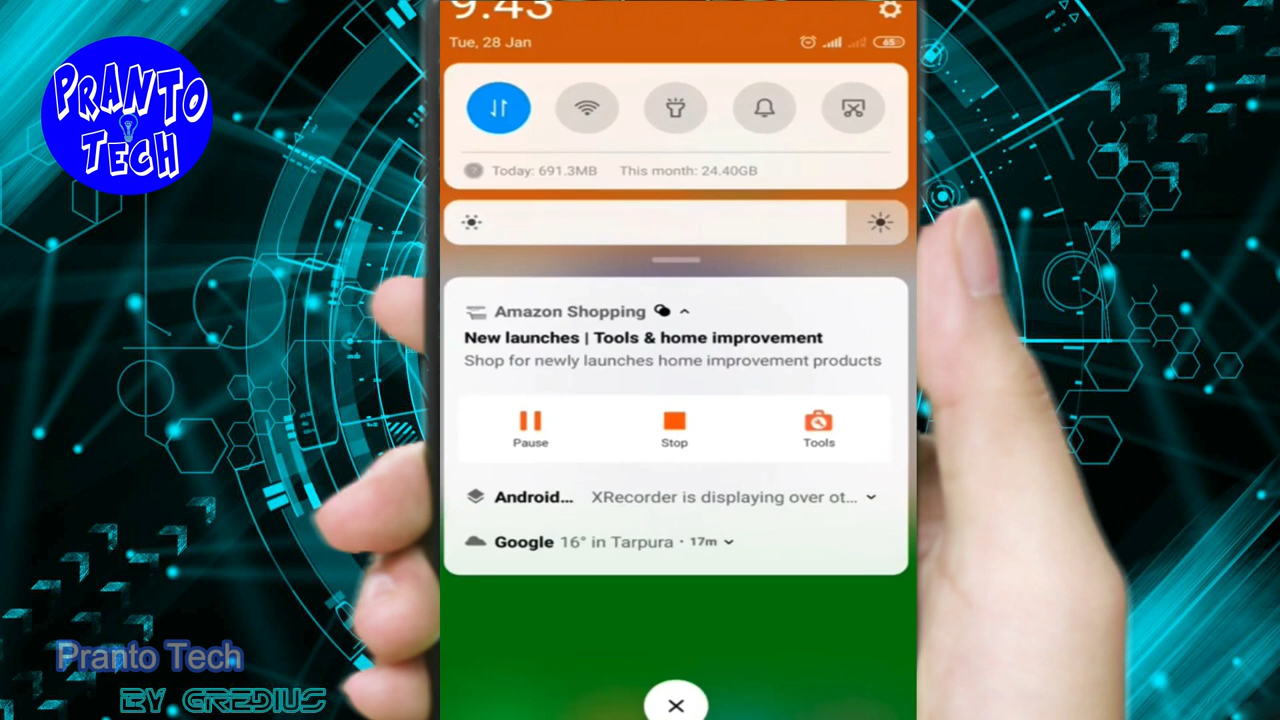 PRANTO
TECH
9:43
Tue, 28 Jan
65
Today: 691.3MB This month: 24.40GB
Amazon Shopping
New launches | Tools & home improvement
Shop for newly launches home improvement products
Pause Stop Tools
Android... XRecorder is displaying over ot...
Google 16° in Tarpura · 17m
Pranto Tech
BY GREDIUS